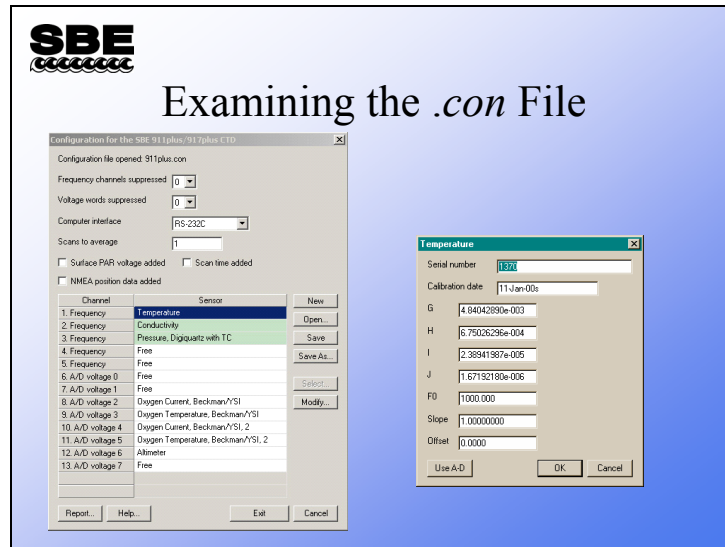 SBE
Examining the .con File
Configuration for the SBE 911plus/917plus CTD
Configuration file opened: 911plus.con
Frequency channels suppressed 0
Voltage words suppressed 0
Computer interface RS-232C
Scans to average 1
Surface PAR voltage added Scan time added
NMEA position data added
Channel Sensor New
1. Frequency Temperature
Open...
2. Frequency Conductivity
3. Frequency Pressure, Digiquartz with TC Save
4. Frequency Free
Save As...
5. Frequency Free
6. A/D voltage 0 Free
Select...
7. A/D voltage 1 Free
8. A/D voltage 2 Oxygen Current, Beckman/YSI Modify...
9. A/D voltage 3 Oxygen Temperature, Beckman/YSI
10. A/D voltage 4 Oxygen Current, Beckman/YSI, 2
11. A/D voltage 5 Oxygen Temperature, Beckman/YSI, 2
12. A/D voltage 6 Altimeter
13. A/D voltage 7 Free
Report... Help... Exit Cancel
Temperature
Serial number 1370
Calibration date 11-Jan-00s
G 4.84042890e-003
H 6.75026296e-004
I 2.38941987e-005
J 1.67192180e-006
F0 1000.000
Slope 1.00000000
Offset 0.0000
Use A-D OK Cancel